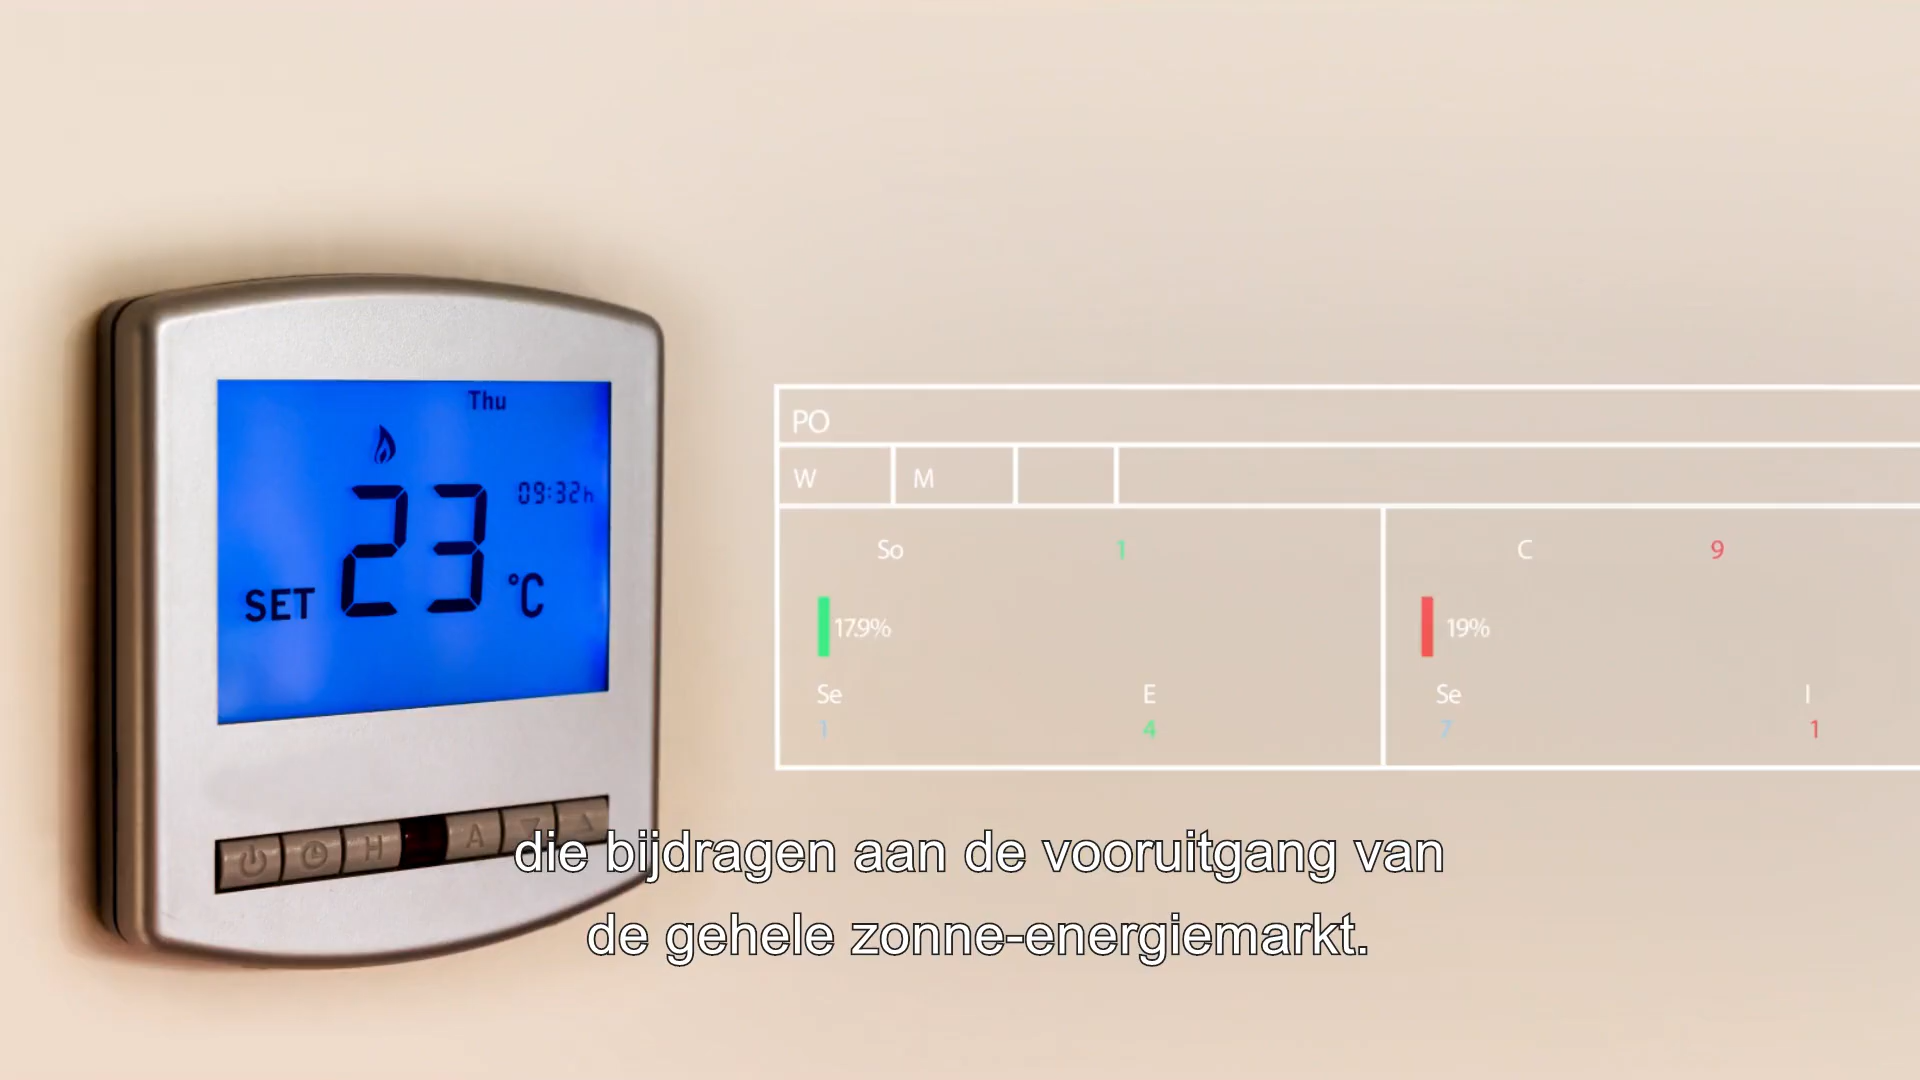 Thu
09:32h
23
SET
°C
H
A
PO
W M
So 1
C 9
17.9%
19%
Se E
1 4
Se I
7 1
die bijdragen aan de vooruitgang van
de gehele zonne-energiemarkt.